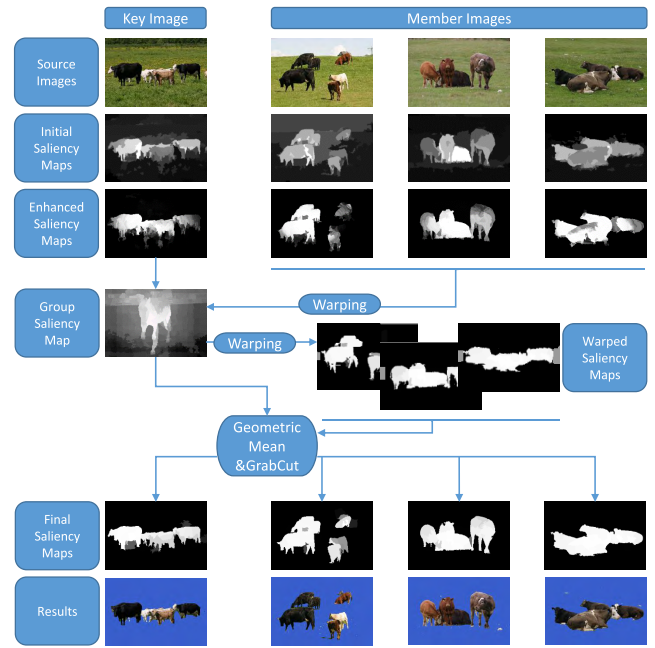 Key Image
Member Images
Source
Images
Initial
Saliency
Maps
Enhanced
Saliency
Maps
Group
Saliency
Map
Warping
Warping
Warped
Saliency
Maps
Geometric
Mean
&GrabCut
Final
Saliency
Maps
Results